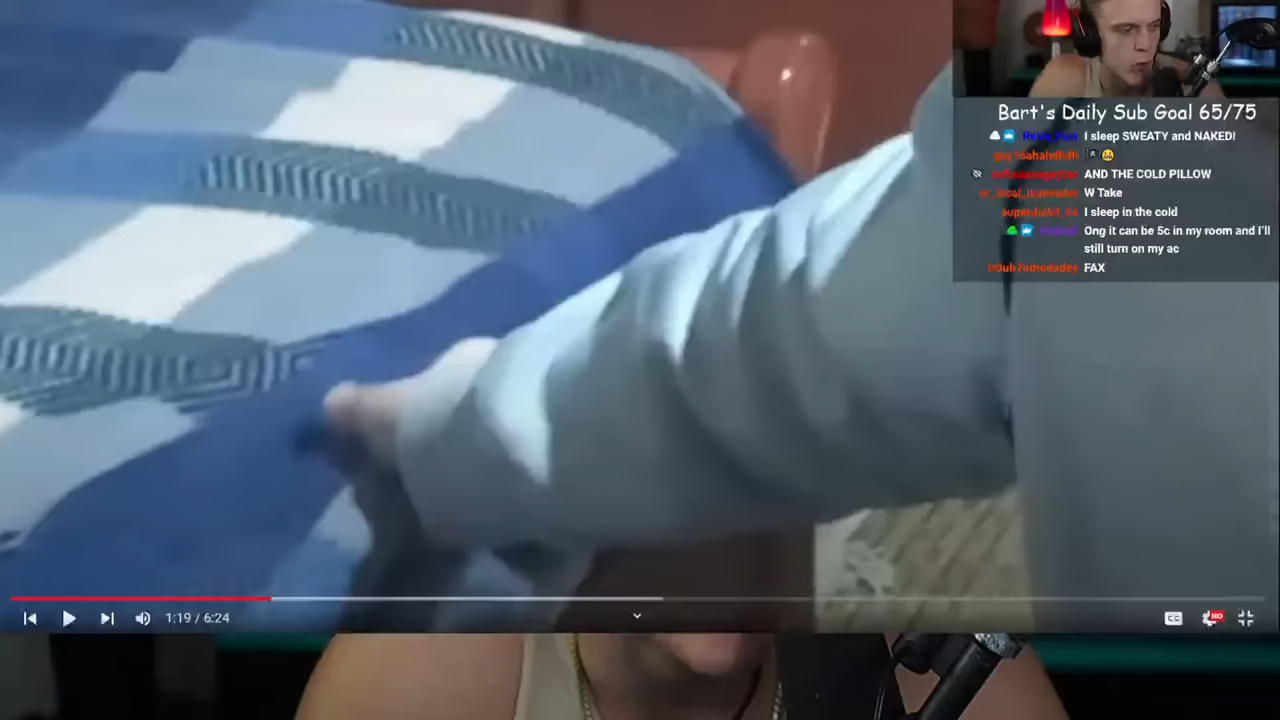 Bart's Daily Sub Goal 65/75
I sleep SWEATY and NAKED!
AND THE COLD PILLOW
W Take
I sleep in the cold
Ong it can be 5c in my room and I'll
still turn on my ac
FAX
1:19 / 6:24
CC
HD